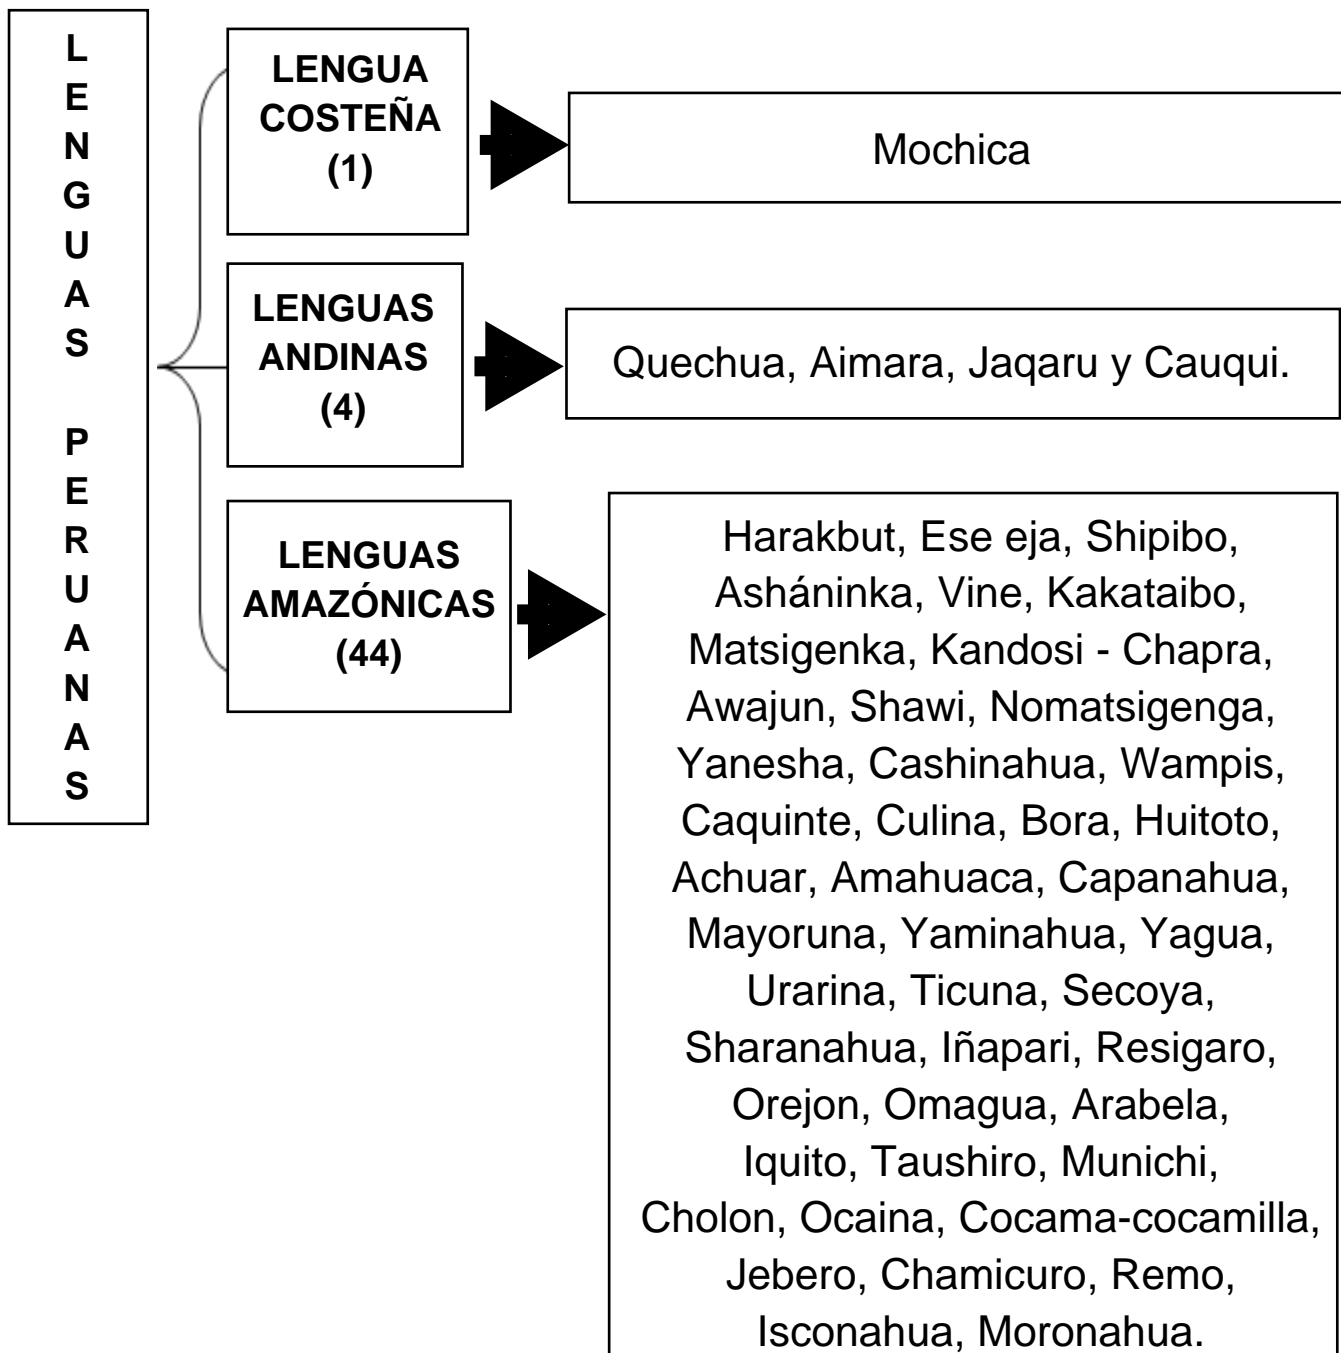 L
E
N
G
U
A
S
P
E
R
U
A
N
A
S
LENGUA
COSTEÑA
(1)
Mochica
LENGUAS
ANDINAS
(4)
Quechua, Aimara, Jaqaru y Cauqui.
LENGUAS
AMAZÓNICAS
(44)
Harakbut, Ese eja, Shipibo,
Asháninka, Vine, Kakataibo,
Matsigenka, Kandosi - Chapra,
Awajun, Shawi, Nomatsigenga,
Yanesha, Cashinahua, Wampis,
Caquinte, Culina, Bora, Huitoto,
Achuar, Amahuaca, Capanahua,
Mayoruna, Yaminahua, Yagua,
Urarina, Ticuna, Secoya,
Sharanahua, Iñapari, Resigaro,
Orejon, Omagua, Arabela,
Iquito, Taushiro, Munichi,
Cholon, Ocaina, Cocama-cocamilla,
Jebero, Chamicuro, Remo,
Isconahua, Moronahua.